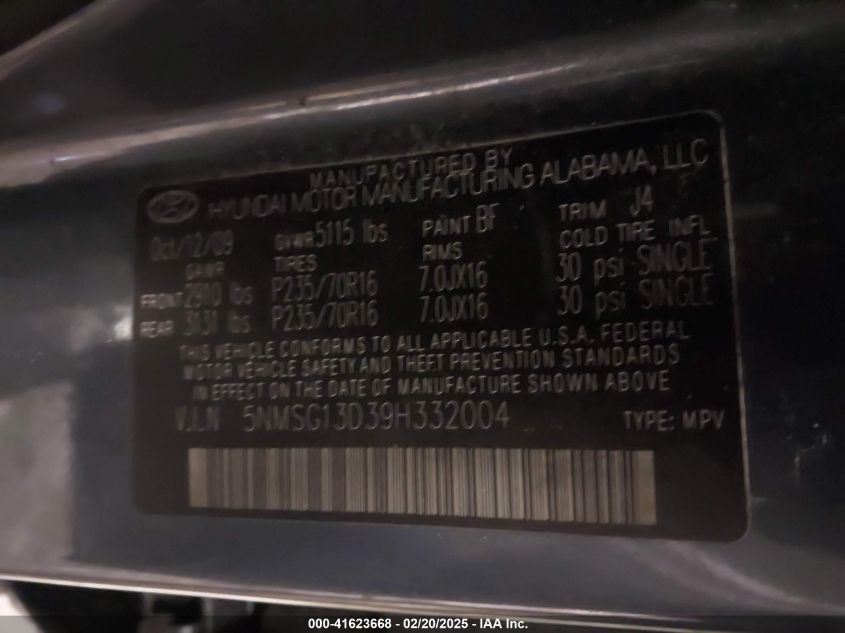 MANUFACTURED BY
HYUNDAI MOTOR MANUFACTURING ALABAMA, LLC
Oct/12/09 GVWR 5115 lbs PAINT BF TRIM J4
GAWR TIRES RIMS COLD TIRE INFL
FRONT 2910 lbs P235/70R16 7.0JX16 30 psi SINGLE
REAR 3131 lbs P235/70R16 7.0JX16 30 psi SINGLE
THIS VEHICLE CONFORMS TO ALL APPLICABLE U.S.A. FEDERAL
MOTOR VEHICLE SAFETY AND THEFT PREVENTION STANDARDS
IN EFFECT ON THE DATE OF MANUFACTURE SHOWN ABOVE
V.I.N 5NMSG13D39H332004 TYPE: MPV
000-41623668 - 02/20/2025 - IAA Inc.